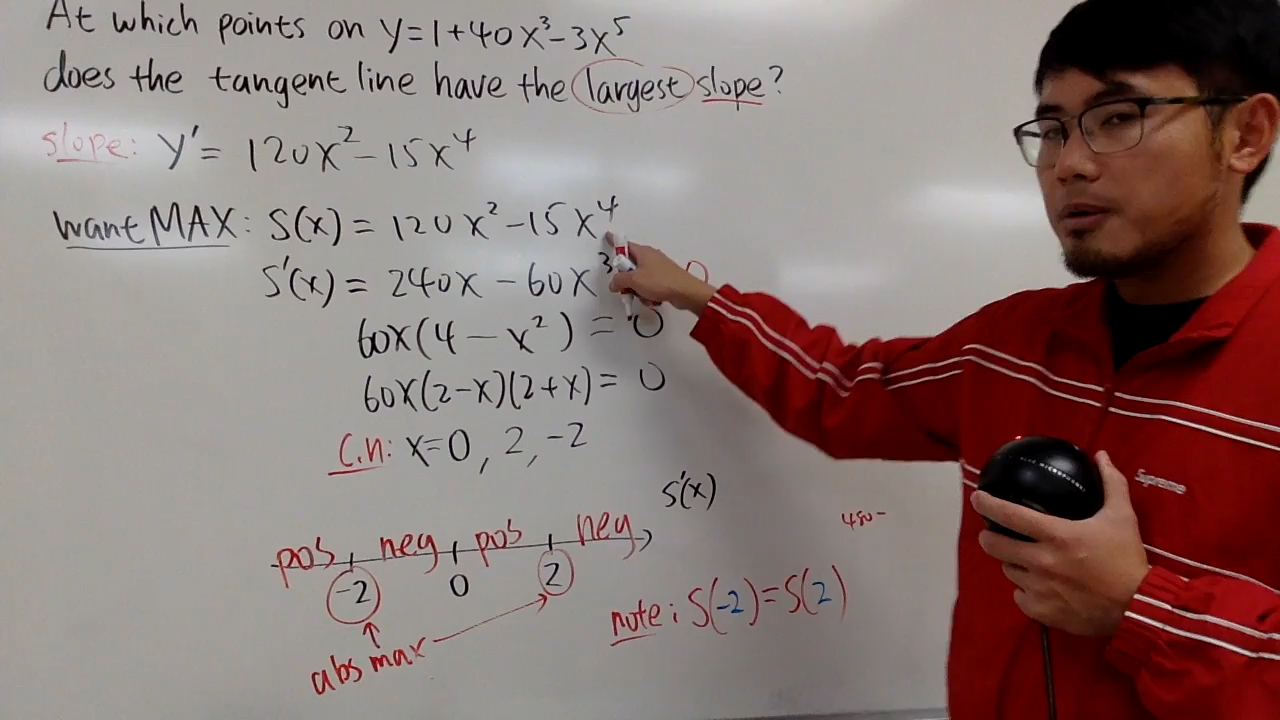 At which points on y=1+40x³-3x⁵
does the tangent line have the largest slope?
slope: y'= 120x²-15x⁴
want MAX: S(x) = 120x²-15x⁴
S'(x) = 240x - 60x³
60x(4-x²) = 0
60x(2-x)(2+x) = 0
C.n: x=0, 2, -2
S'(x)
pos neg pos neg
-2 0 2
abs max
480-
note: S(-2)=S(2)
Supreme